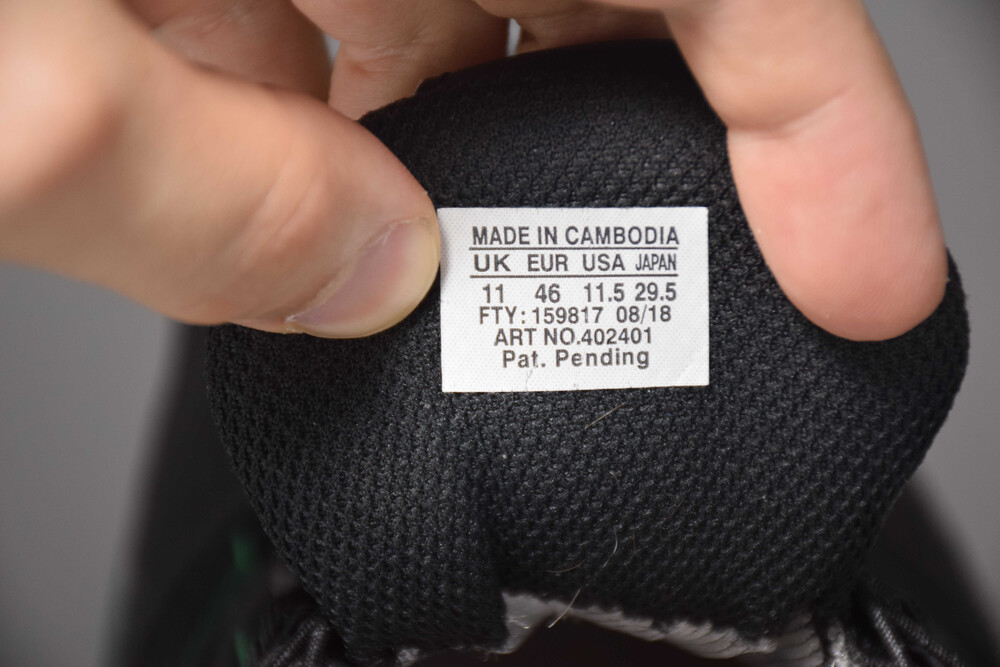 MADE IN CAMBODIA
UK EUR USA JAPAN
11 46 11.5 29.5
FTY: 159817 08/18
ART NO.402401
Pat. Pending